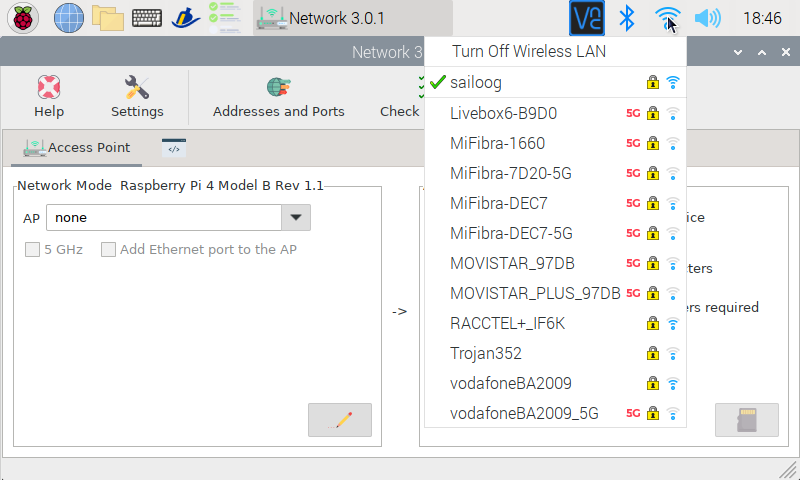 Network 3.0.1
VNC
18:46
Network 3
Turn Off Wireless LAN
sailoog
Help
Settings
Addresses and Ports
Check
Livebox6-B9D0 5G
MiFibra-1660 5G
MiFibra-7D20-5G 5G
MiFibra-DEC7 5G
MiFibra-DEC7-5G 5G
MOVISTAR_97DB 5G
MOVISTAR_PLUS_97DB 5G
RACCTEL+_IF6K
Trojan352
vodafoneBA2009
vodafoneBA2009_5G 5G
</>
Access Point
Network Mode Raspberry Pi 4 Model B Rev 1.1
AP none
5 GHz
Add Ethernet port to the AP
->
ice
ters
ers required